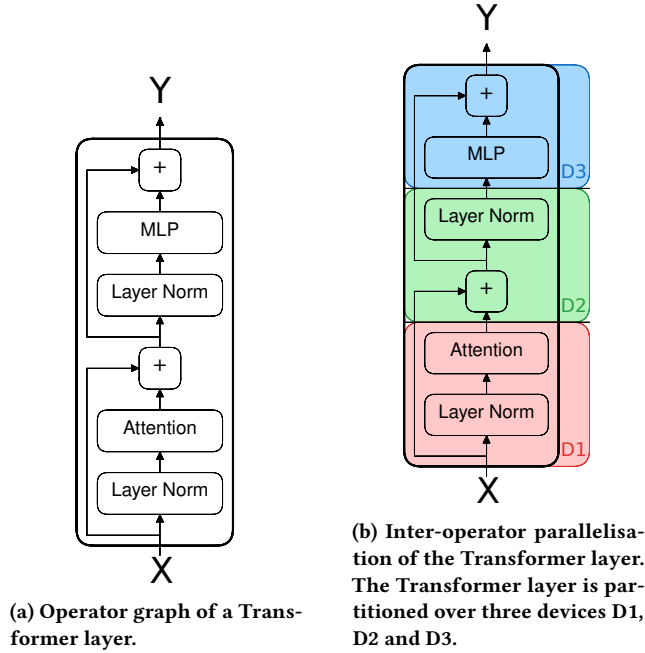 Y
+
MLP
Layer Norm
+
Attention
Layer Norm
X
(a) Operator graph of a Trans-
former layer.
Y
+
MLP
D3
Layer Norm
+
D2
Attention
Layer Norm
D1
X
(b) Inter-operator parallelisa-
tion of the Transformer layer.
The Transformer layer is par-
titioned over three devices D1,
D2 and D3.